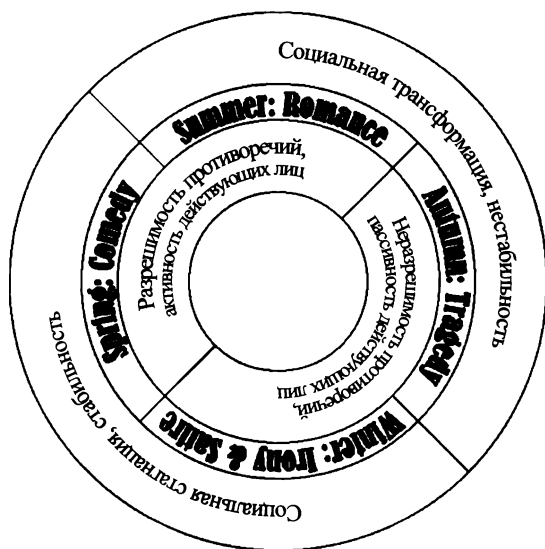 Социальная трансформация, нестабильность
Summer: Romance
Разрешимость противоречий,
активность действующих лиц
Spring: Comedy
Autumn: Tragedy
Неразрешимость противоречий,
пассивность действующих лиц
Winter: Irony & Satire
Социальная стагнация, стабильность